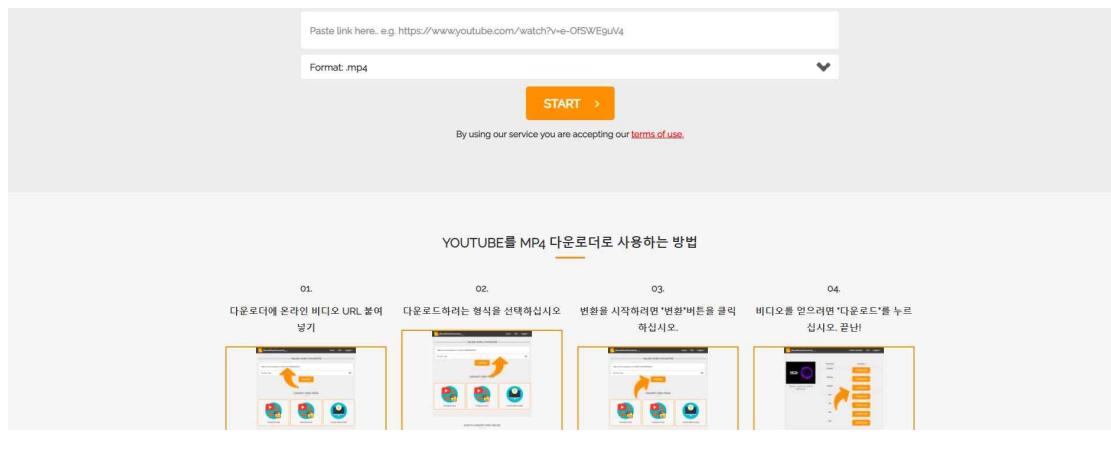 Paste link here.. e.g. https://www.youtube.com/watch?v=e-OfSWE9uV4
Format: .mp4
START >
By using our service you are accepting our terms of use.
YOUTUBE를 MP4 다운로더로 사용하는 방법
01.
다운로더에 온라인 비디오 URL 붙여
넣기
02.
다운로드하려는 형식을 선택하십시오
03.
변환을 시작하려면 "변환"버튼을 클릭
하십시오.
04.
비디오를 얻으려면 "다운로드"를 누르
십시오. 끝난!